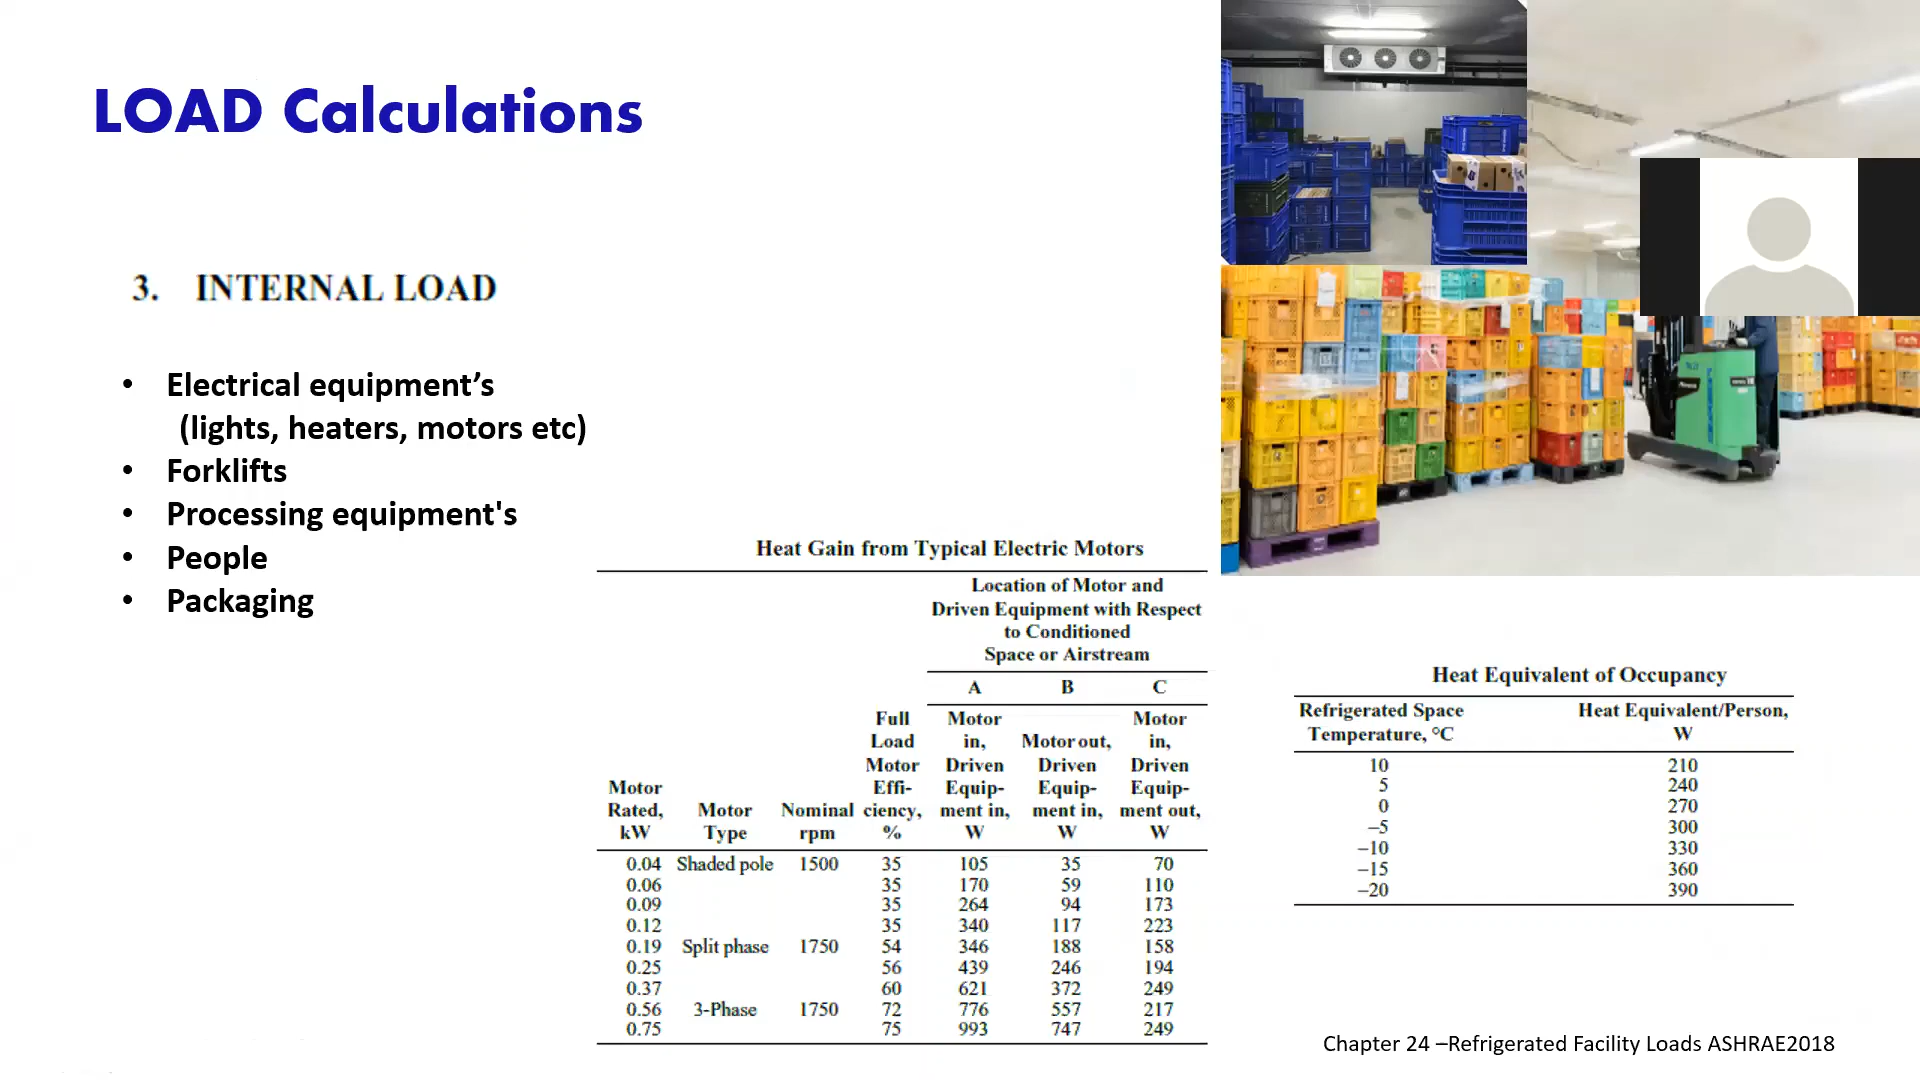 LOAD Calculations
3. INTERNAL LOAD
• Electrical equipment’s
(lights, heaters, motors etc)
• Forklifts
• Processing equipment's
• People
• Packaging
Heat Gain from Typical Electric Motors
Location of Motor and
Driven Equipment with Respect
to Conditioned
Space or Airstream
A B C
Motor Rated, kW Motor Type Nominal rpm Full Load Motor Effi-ciency, % Motor in, Driven Equip-ment in, W Motor out, Driven Equip-ment in, W Motor in, Driven Equip-ment out, W
0.04 Shaded pole 1500 35 105 35 70
0.06 35 170 59 110
0.09 35 264 94 173
0.12 35 340 117 223
0.19 Split phase 1750 54 346 188 158
0.25 56 439 246 194
0.37 60 621 372 249
0.56 3-Phase 1750 72 776 557 217
0.75 75 993 747 249
Heat Equivalent of Occupancy
Refrigerated Space Temperature, °C Heat Equivalent/Person, W
10 210
5 240
0 270
–5 300
–10 330
–15 360
–20 390
Chapter 24 –Refrigerated Facility Loads ASHRAE2018